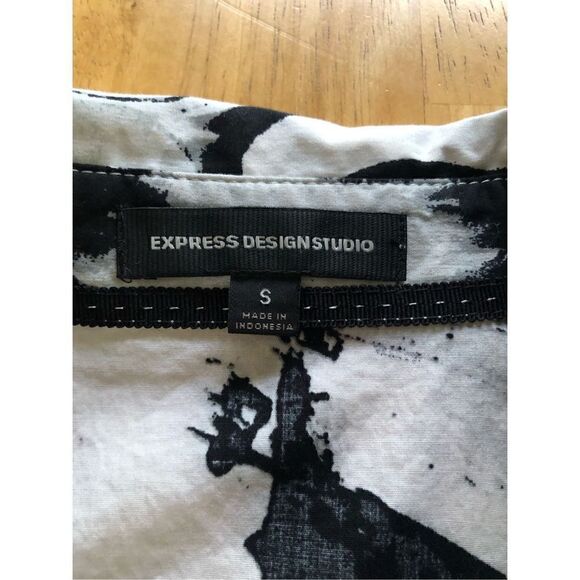 EXPRESS DESIGN STUDIO
S
MADE IN
INDONESIA